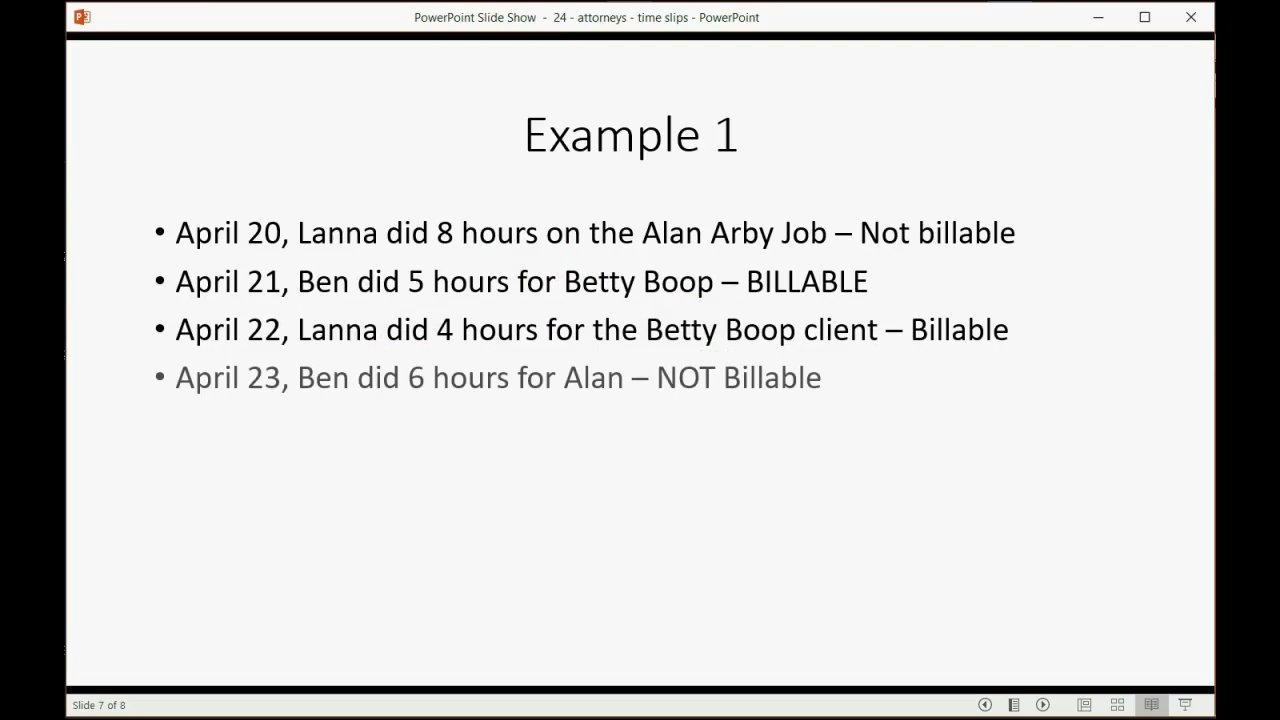 PowerPoint Slide Show - 24 - attorneys - time slips - PowerPoint
Example 1
• April 20, Lanna did 8 hours on the Alan Arby Job – Not billable
• April 21, Ben did 5 hours for Betty Boop – BILLABLE
• April 22, Lanna did 4 hours for the Betty Boop client – Billable
• April 23, Ben did 6 hours for Alan – NOT Billable
Slide 7 of 8